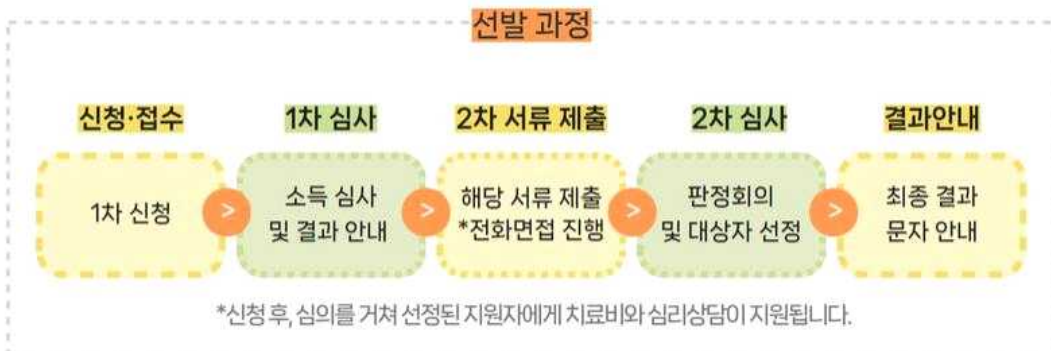 선발 과정
신청·접수
1차 신청
>
1차 심사
소득 심사
및 결과 안내
>
2차 서류 제출
해당 서류 제출
*전화면접 진행
>
2차 심사
판정회의
및 대상자 선정
>
결과안내
최종 결과
문자 안내
*신청 후, 심의를 거쳐 선정된 지원자에게 치료비와 심리상담이 지원됩니다.